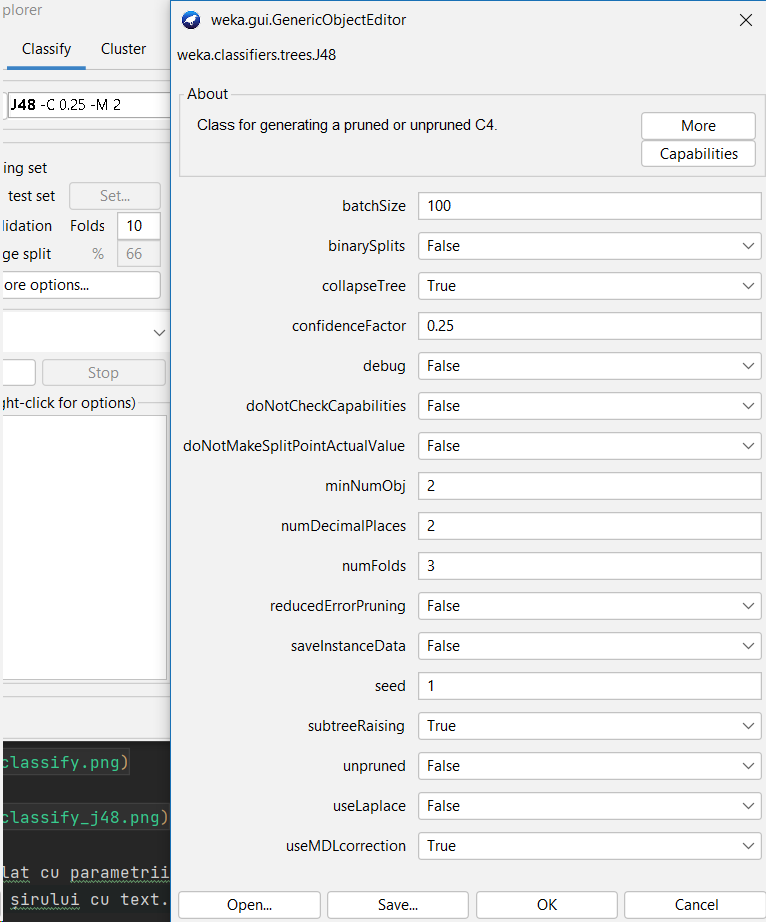 plorer
Classify Cluster
J48 -C 0.25 -M 2
ing set
test set Set...
lidation Folds 10
ge split % 66
ore options...
Stop
ght-click for options)
classify.png)
classify_j48.png)
lat cu parametrii
șirului cu text.
weka.gui.GenericObjectEditor
weka.classifiers.trees.J48
About
Class for generating a pruned or unpruned C4.
More
Capabilities
batchSize 100
binarySplits False
collapseTree True
confidenceFactor 0.25
debug False
doNotCheckCapabilities False
doNotMakeSplitPointActualValue False
minNumObj 2
numDecimalPlaces 2
numFolds 3
reducedErrorPruning False
saveInstanceData False
seed 1
subtreeRaising True
unpruned False
useLaplace False
useMDLcorrection True
Open... Save... OK Cancel